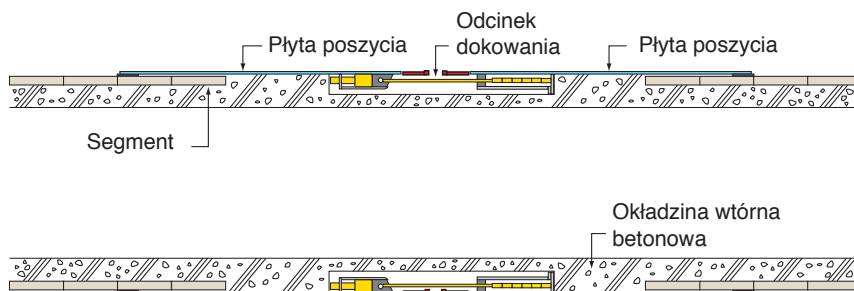 Odcinek
dokowania
Płyta poszycia
Płyta poszycia
Segment
Okładzina wtórna
betonowa